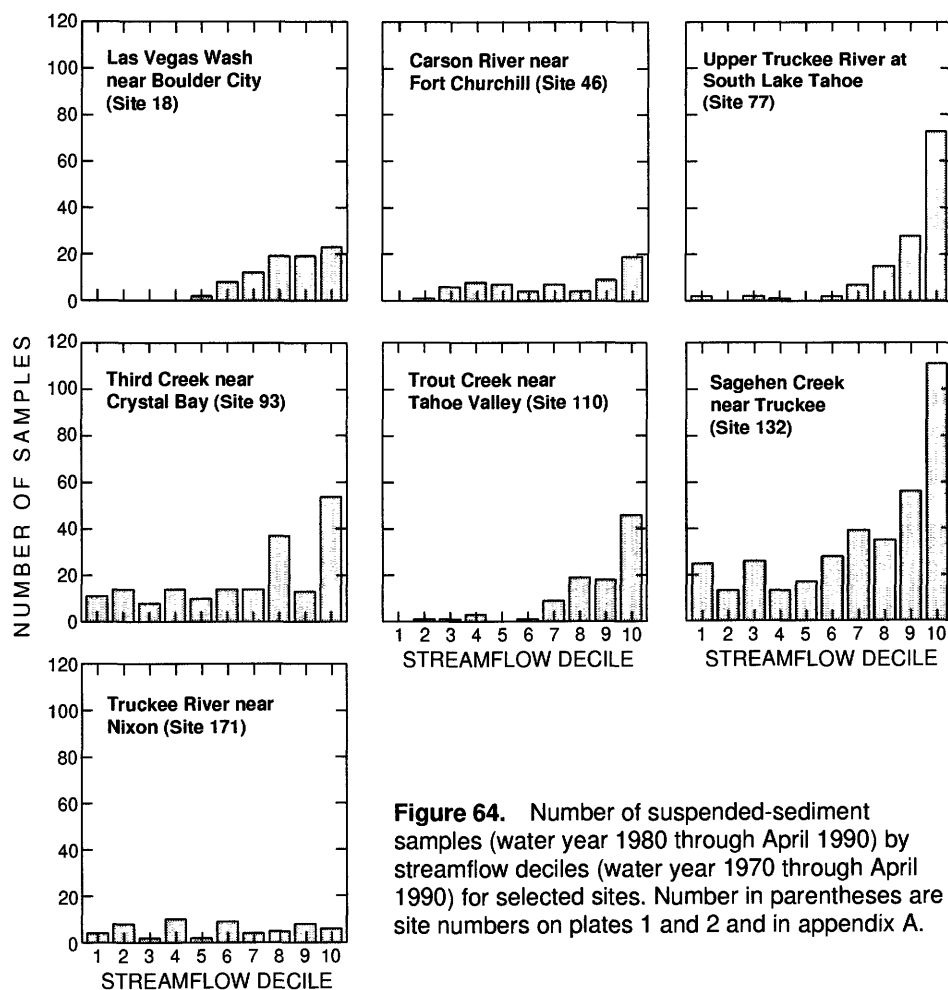 120
100
80
60
40
20
0
Las Vegas Wash
near Boulder City
(Site 18)
Carson River near
Fort Churchill (Site 46)
Upper Truckee River at
South Lake Tahoe
(Site 77)
NUMBER OF SAMPLES
120
100
80
60
40
20
0
Third Creek near
Crystal Bay (Site 93)
Trout Creek near
Tahoe Valley (Site 110)
1 2 3 4 5 6 7 8 9 10
STREAMFLOW DECILE
Sagehen Creek
near Truckee
(Site 132)
1 2 3 4 5 6 7 8 9 10
STREAMFLOW DECILE
120
100
80
60
40
20
0
Truckee River near
Nixon (Site 171)
1 2 3 4 5 6 7 8 9 10
STREAMFLOW DECILE
Figure 64. Number of suspended-sediment
samples (water year 1980 through April 1990) by
streamflow deciles (water year 1970 through April
1990) for selected sites. Number in parentheses are
site numbers on plates 1 and 2 and in appendix A.